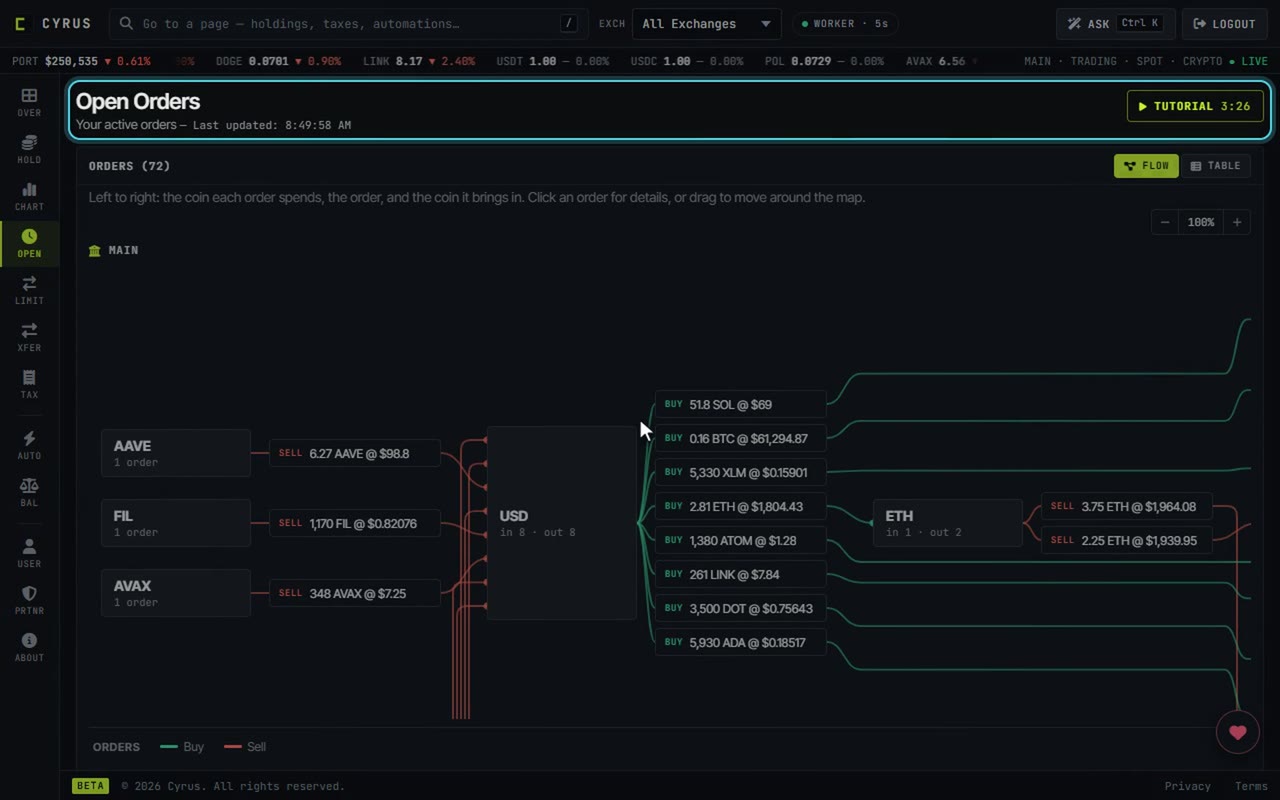 CYRUS
Go to a page — holdings, taxes, automations…
/
EXCH
All Exchanges
WORKER · 5s
ASK Ctrl K
LOGOUT
PORT $250,535 ▼ 0.61%
DOGE 0.0701 ▼ 0.90% LINK 8.17 ▼ 2.40% USDT 1.00 — 0.00% USDC 1.00 — 0.00% POL 0.0729 — 0.00% AVAX 6.56
MAIN · TRADING · SPOT · CRYPTO ● LIVE
OVER
HOLD
CHART
OPEN
LIMIT
XFER
TAX
AUTO
BAL
USER
PRTNR
ABOUT
Open Orders
Your active orders — Last updated: 8:49:58 AM
▶ TUTORIAL 3:26
ORDERS (72)
FLOW
TABLE
Left to right: the coin each order spends, the order, and the coin it brings in. Click an order for details, or drag to move around the map.
− 100% +
MAIN
AAVE
1 order
SELL 6.27 AAVE @ $98.8
FIL
1 order
SELL 1,170 FIL @ $0.82076
AVAX
1 order
SELL 348 AVAX @ $7.25
USD
in 8 · out 8
BUY 51.8 SOL @ $69
BUY 0.16 BTC @ $61,294.87
BUY 5,330 XLM @ $0.15901
BUY 2.81 ETH @ $1,804.43
BUY 1,380 ATOM @ $1.28
BUY 261 LINK @ $7.84
BUY 3,500 DOT @ $0.75643
BUY 5,930 ADA @ $0.18517
ETH
in 1 · out 2
SELL 3.75 ETH @ $1,964.08
SELL 2.25 ETH @ $1,939.95
ORDERS Buy Sell
BETA © 2026 Cyrus. All rights reserved.
Privacy Terms